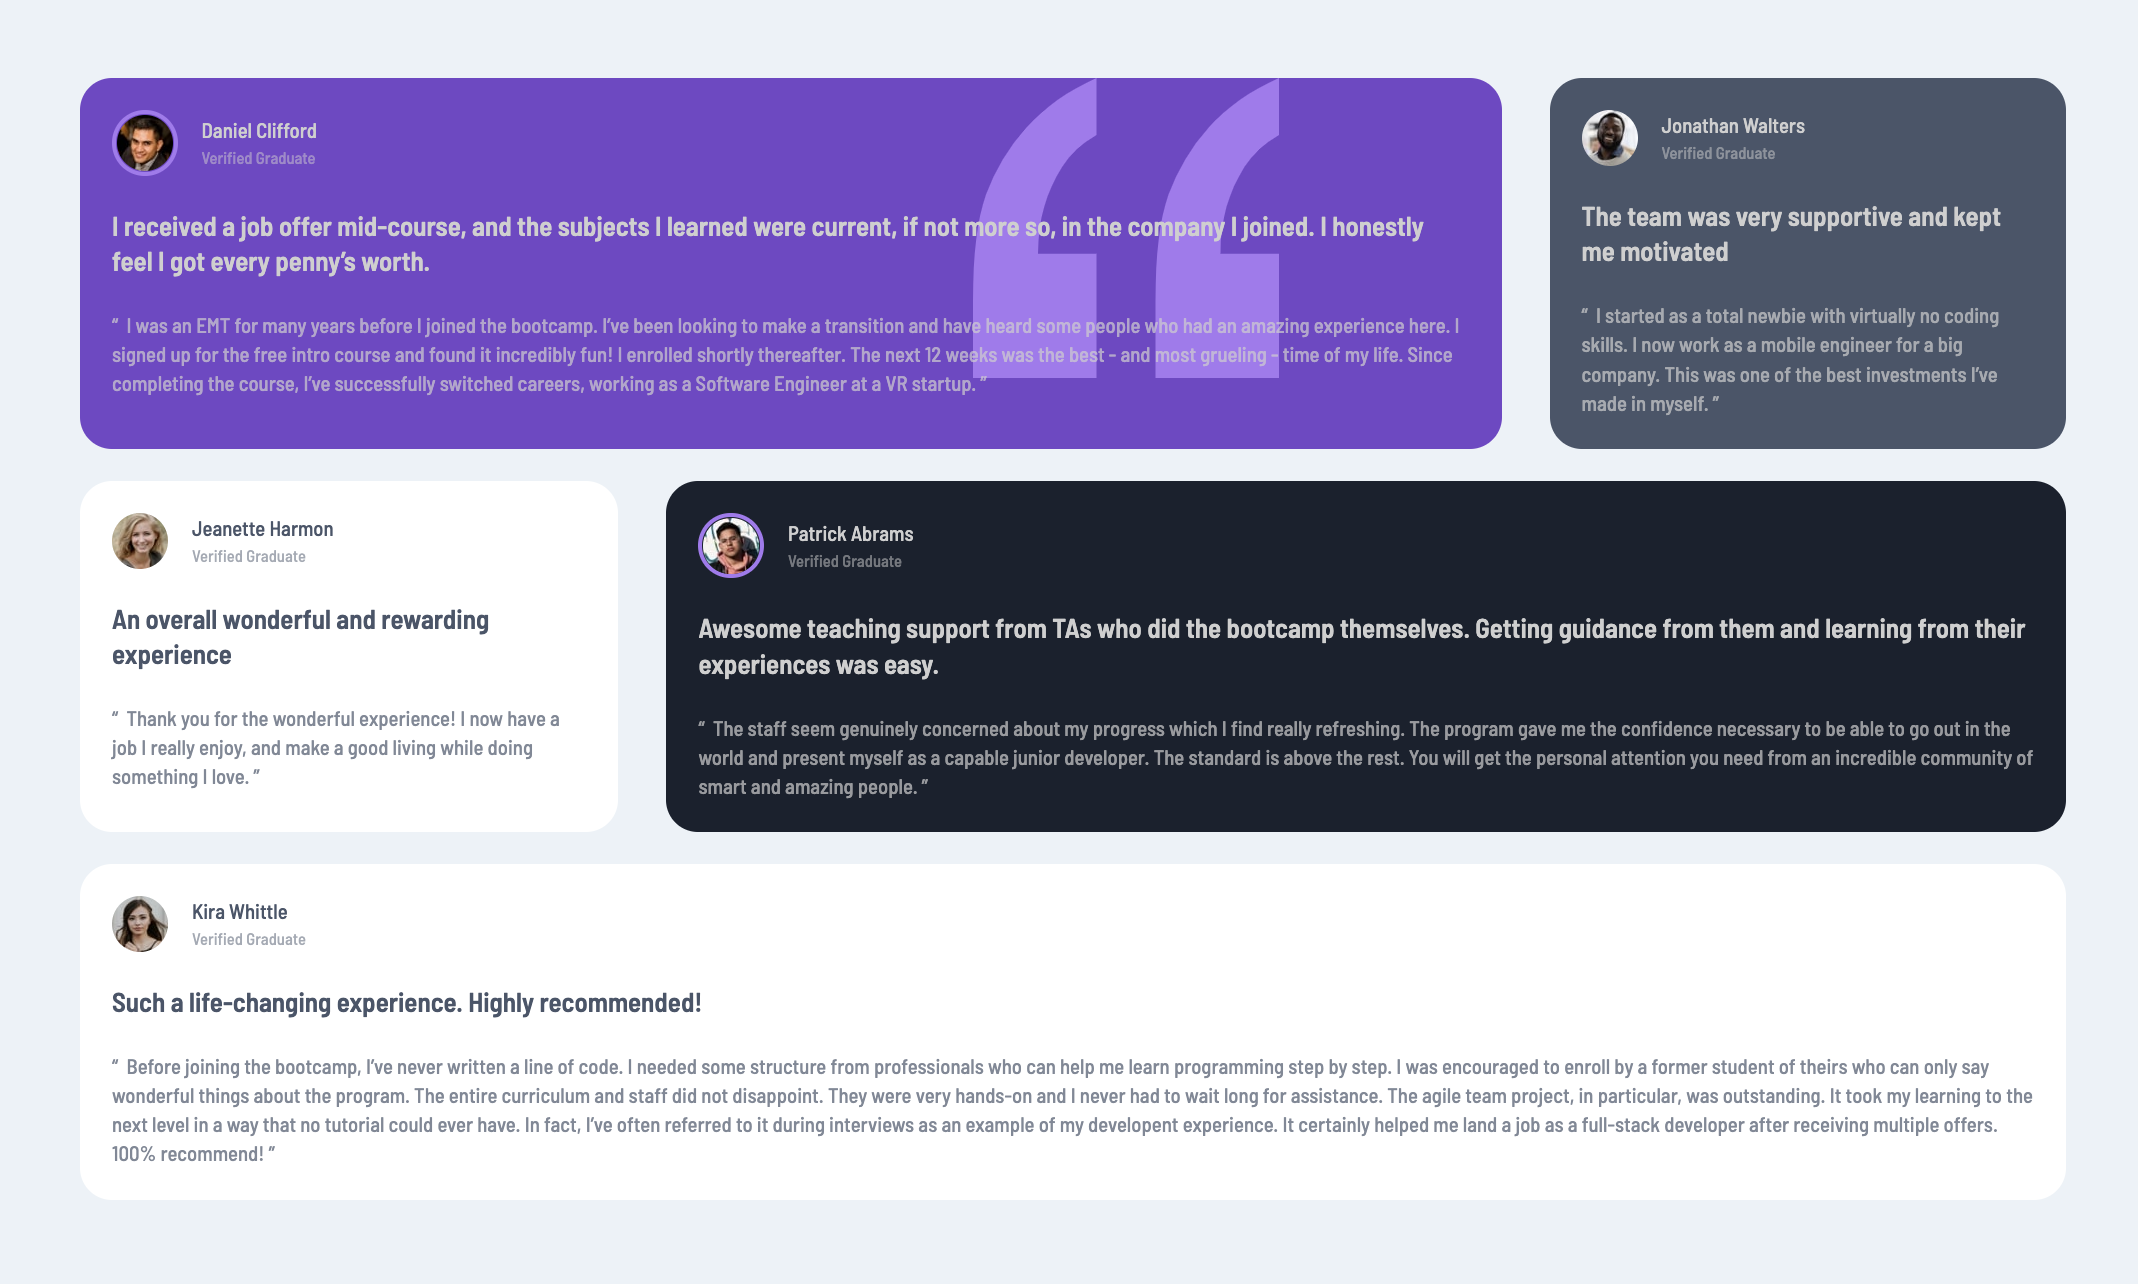 Daniel Clifford
Verified Graduate
I received a job offer mid-course, and the subjects I learned were current, if not more so, in the company I joined. I honestly
feel I got every penny’s worth.
“ I was an EMT for many years before I joined the bootcamp. I’ve been looking to make a transition and have heard some people who had an amazing experience here. I
signed up for the free intro course and found it incredibly fun! I enrolled shortly thereafter. The next 12 weeks was the best - and most grueling - time of my life. Since
completing the course, I’ve successfully switched careers, working as a Software Engineer at a VR startup. ”
Jonathan Walters
Verified Graduate
The team was very supportive and kept
me motivated
“ I started as a total newbie with virtually no coding
skills. I now work as a mobile engineer for a big
company. This was one of the best investments I’ve
made in myself. ”
Jeanette Harmon
Verified Graduate
An overall wonderful and rewarding
experience
“ Thank you for the wonderful experience! I now have a
job I really enjoy, and make a good living while doing
something I love. ”
Patrick Abrams
Verified Graduate
Awesome teaching support from TAs who did the bootcamp themselves. Getting guidance from them and learning from their
experiences was easy.
“ The staff seem genuinely concerned about my progress which I find really refreshing. The program gave me the confidence necessary to be able to go out in the
world and present myself as a capable junior developer. The standard is above the rest. You will get the personal attention you need from an incredible community of
smart and amazing people. ”
Kira Whittle
Verified Graduate
Such a life-changing experience. Highly recommended!
“ Before joining the bootcamp, I’ve never written a line of code. I needed some structure from professionals who can help me learn programming step by step. I was encouraged to enroll by a former student of theirs who can only say
wonderful things about the program. The entire curriculum and staff did not disappoint. They were very hands-on and I never had to wait long for assistance. The agile team project, in particular, was outstanding. It took my learning to the
next level in a way that no tutorial could ever have. In fact, I’ve often referred to it during interviews as an example of my developent experience. It certainly helped me land a job as a full-stack developer after receiving multiple offers.
100% recommend! ”